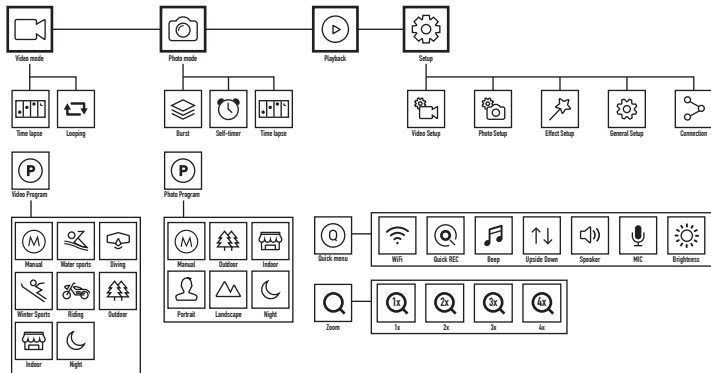 Video mode
Photo mode
Playback
Setup
Time lapse
Looping
Burst
Self-timer
Time lapse
Video Setup
Photo Setup
Effect Setup
General Setup
Connection
P
Video Program
P
Photo Program
M
Manual
Water sports
Diving
Winter Sports
Riding
Outdoor
Indoor
Night
M
Manual
Outdoor
Indoor
Portrait
Landscape
Night
Q
Quick menu
WiFi
Quick REC
Beep
Upside Down
Speaker
MIC
Brightness
Zoom
1x
2x
3x
4x
1x
2x
3x
4x